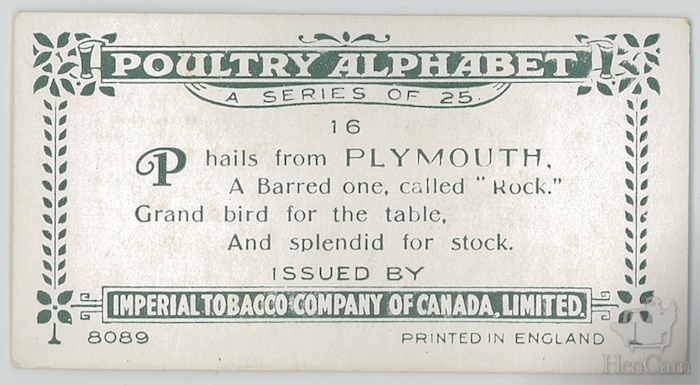 POULTRY ALPHABET
A SERIES OF 25.
16
P hails from PLYMOUTH,
A Barred one, called "Rock."
Grand bird for the table,
And splendid for stock.
ISSUED BY
IMPERIAL TOBACCO COMPANY OF CANADA, LIMITED.
8089 PRINTED IN ENGLAND
HenCam